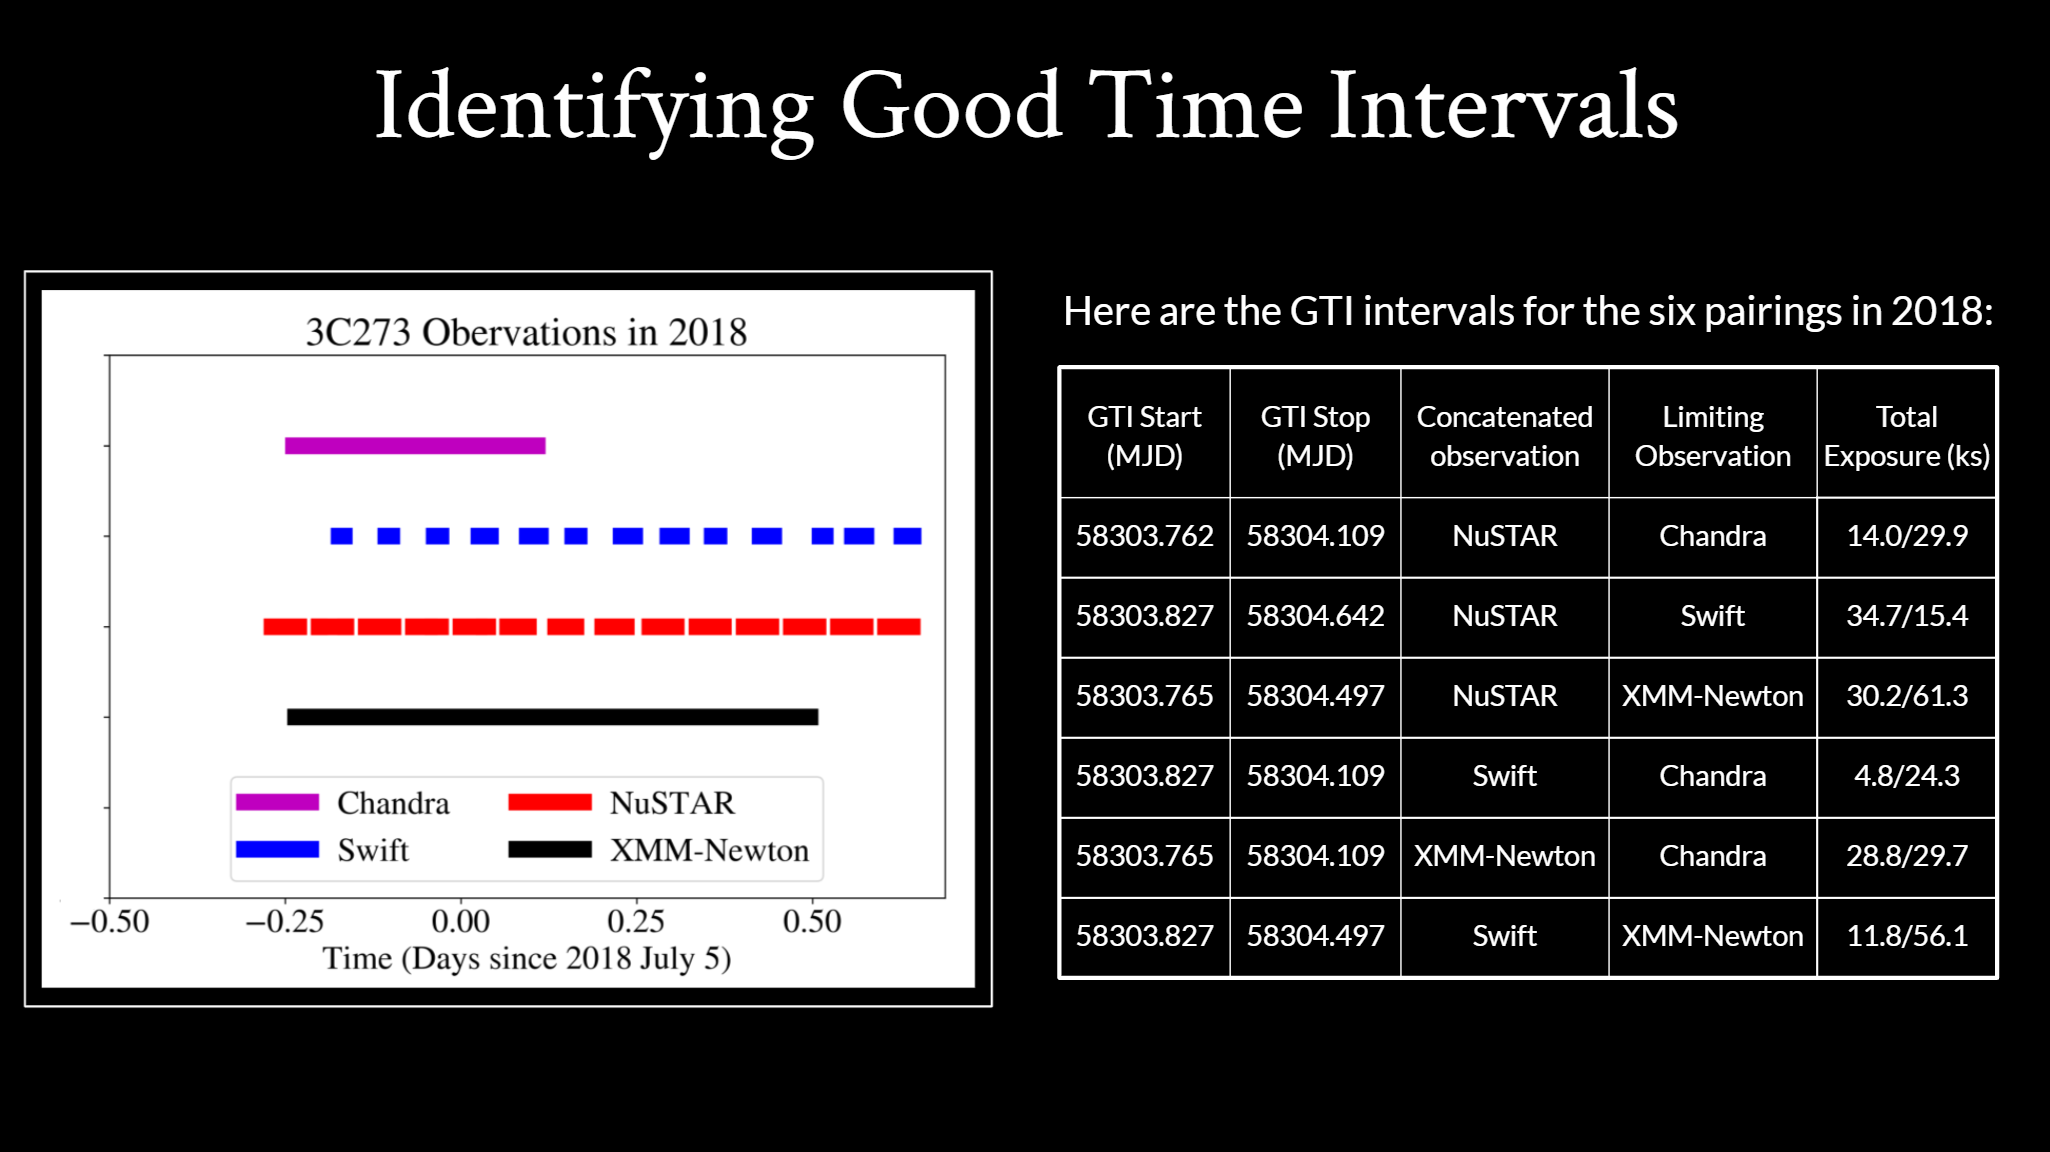 Identifying Good Time Intervals
3C273 Obervations in 2018
Chandra
NuSTAR
Swift
XMM-Newton
−0.50 −0.25 0.00 0.25 0.50
Time (Days since 2018 July 5)
Here are the GTI intervals for the six pairings in 2018:
GTI Start (MJD) | GTI Stop (MJD) | Concatenated observation | Limiting Observation | Total Exposure (ks)
58303.762 | 58304.109 | NuSTAR | Chandra | 14.0/29.9
58303.827 | 58304.642 | NuSTAR | Swift | 34.7/15.4
58303.765 | 58304.497 | NuSTAR | XMM-Newton | 30.2/61.3
58303.827 | 58304.109 | Swift | Chandra | 4.8/24.3
58303.765 | 58304.109 | XMM-Newton | Chandra | 28.8/29.7
58303.827 | 58304.497 | Swift | XMM-Newton | 11.8/56.1